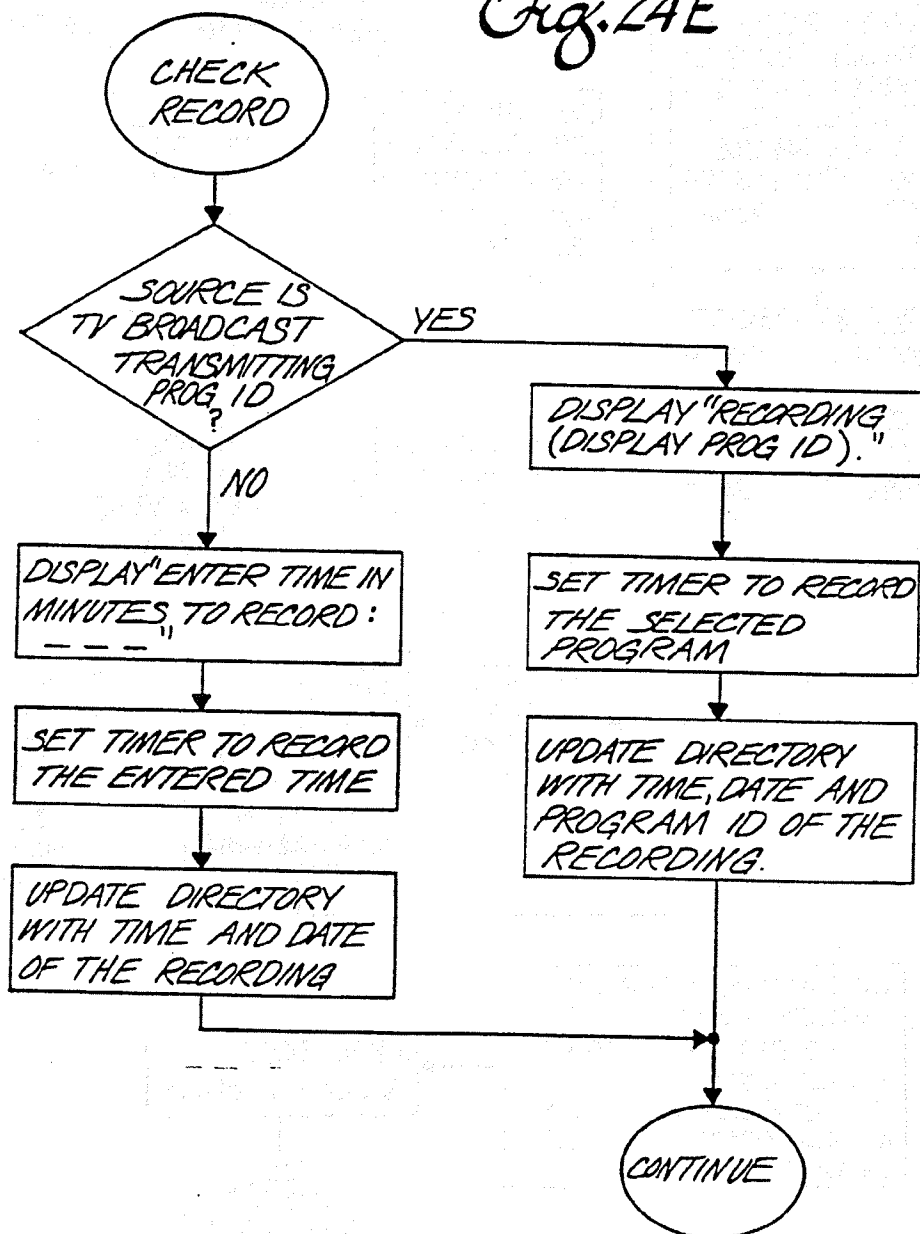 Fig. 24E
CHECK
RECORD
SOURCE IS
TV BROADCAST
TRANSMITTING
PROG ID
?
YES
NO
DISPLAY "RECORDING
(DISPLAY PROG ID)."
SET TIMER TO RECORD
THE SELECTED
PROGRAM
UPDATE DIRECTORY
WITH TIME, DATE AND
PROGRAM ID OF THE
RECORDING.
DISPLAY "ENTER TIME IN
MINUTES TO RECORD:
_ _ _"
SET TIMER TO RECORD
THE ENTERED TIME
UPDATE DIRECTORY
WITH TIME AND DATE
OF THE RECORDING
CONTINUE